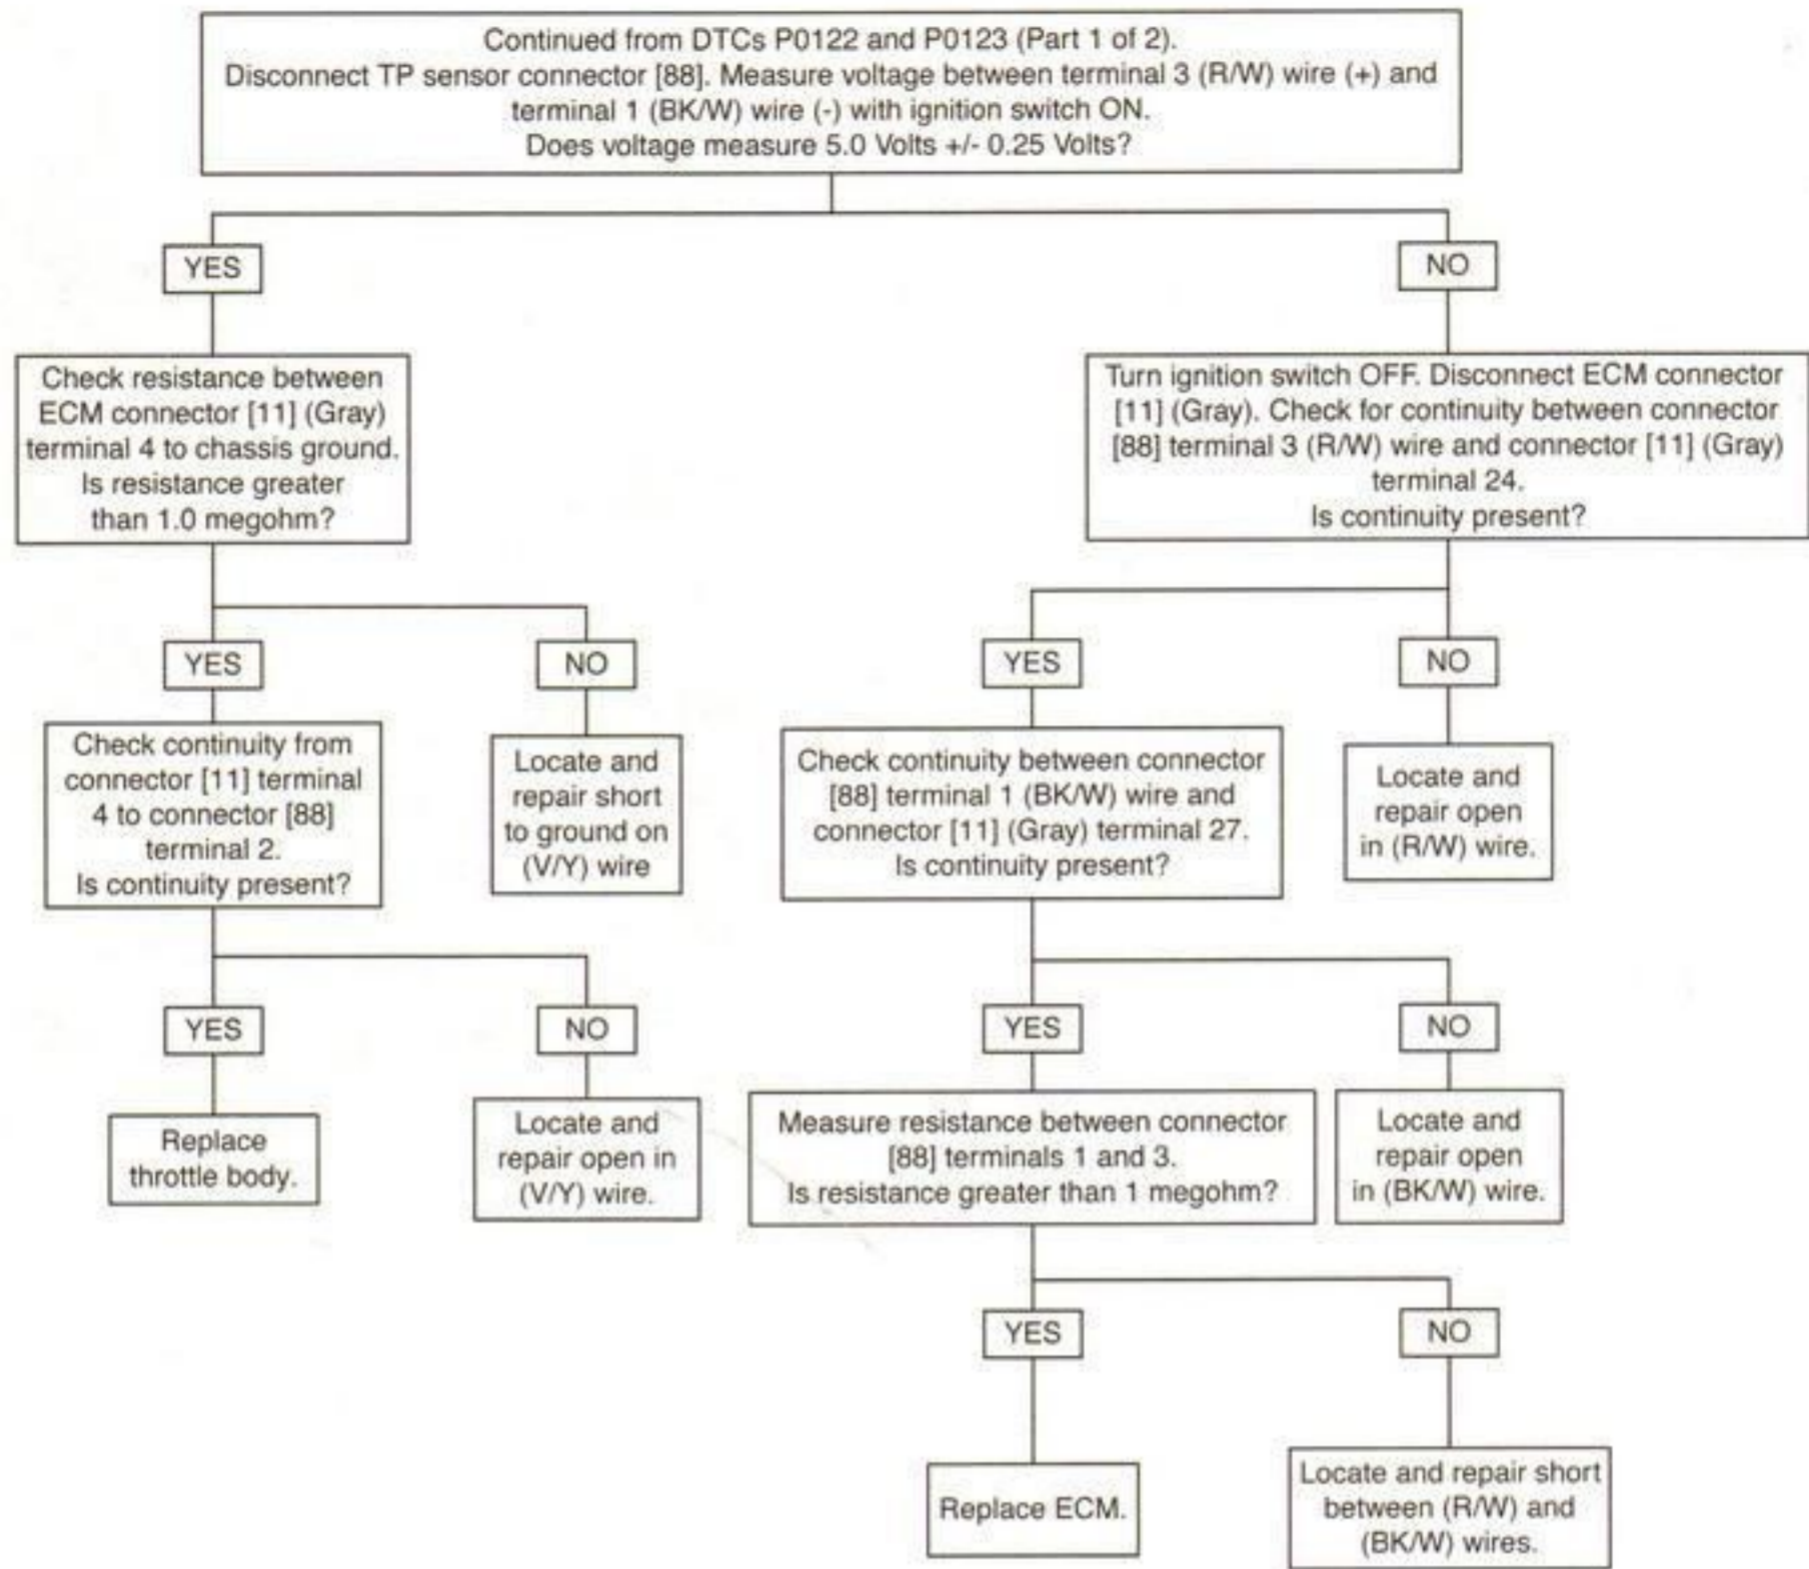 Continued from DTCs P0122 and P0123 (Part 1 of 2).
Disconnect TP sensor connector [88]. Measure voltage between terminal 3 (R/W) wire (+) and
terminal 1 (BK/W) wire (-) with ignition switch ON.
Does voltage measure 5.0 Volts +/- 0.25 Volts?
YES
NO
Check resistance between
ECM connector [11] (Gray)
terminal 4 to chassis ground.
Is resistance greater
than 1.0 megohm?
Turn ignition switch OFF. Disconnect ECM connector
[11] (Gray). Check for continuity between connector
[88] terminal 3 (R/W) wire and connector [11] (Gray)
terminal 24.
Is continuity present?
YES
NO
YES
NO
Check continuity from
connector [11] terminal
4 to connector [88]
terminal 2.
Is continuity present?
Locate and
repair short
to ground on
(V/Y) wire
Check continuity between connector
[88] terminal 1 (BK/W) wire and
connector [11] (Gray) terminal 27.
Is continuity present?
Locate and
repair open
in (R/W) wire.
YES
NO
YES
NO
Replace
throttle body.
Locate and
repair open in
(V/Y) wire.
Measure resistance between connector
[88] terminals 1 and 3.
Is resistance greater than 1 megohm?
Locate and
repair open
in (BK/W) wire.
YES
NO
Replace ECM.
Locate and repair short
between (R/W) and
(BK/W) wires.